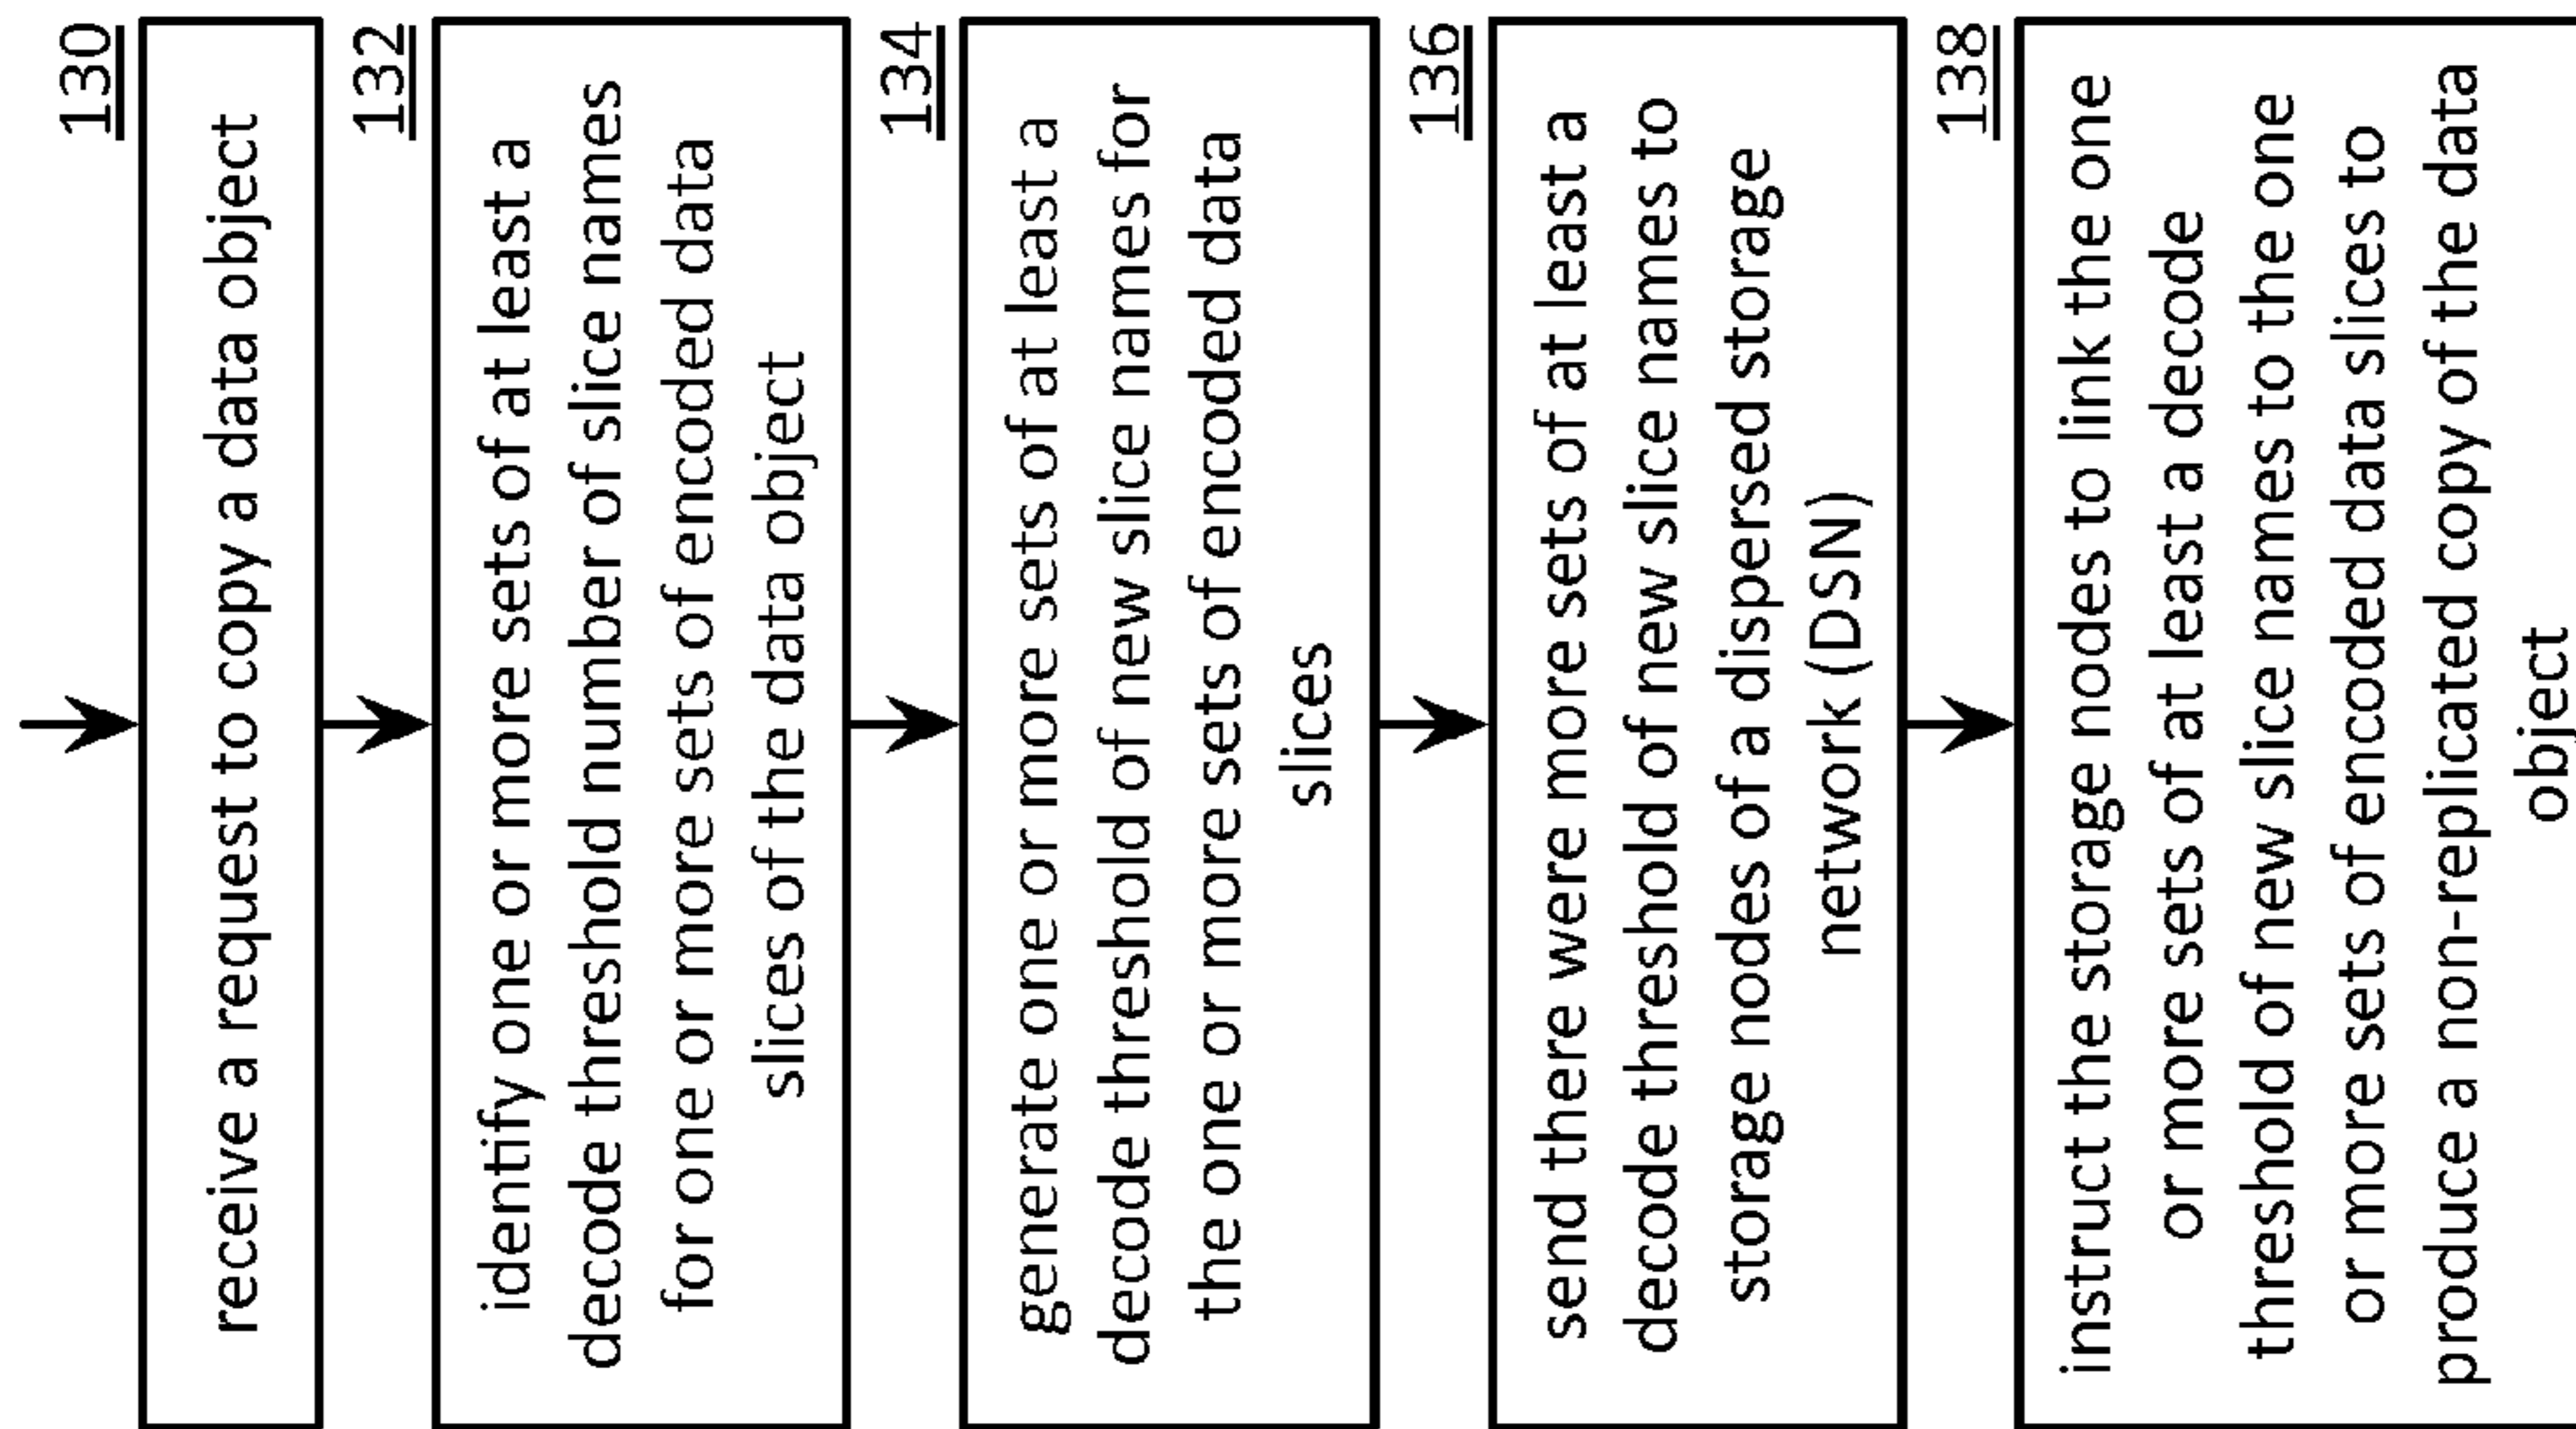 130
receive a request to copy a data object
132
identify one or more sets of at least a
decode threshold number of slice names
for one or more sets of encoded data
slices of the data object
134
generate one or more sets of at least a
decode threshold of new slice names for
the one or more sets of encoded data
slices
136
send there were more sets of at least a
decode threshold of new slice names to
storage nodes of a dispersed storage
network (DSN)
138
instruct the storage nodes to link the one
or more sets of at least a decode
threshold of new slice names to the one
or more sets of encoded data slices to
produce a non-replicated copy of the data
object